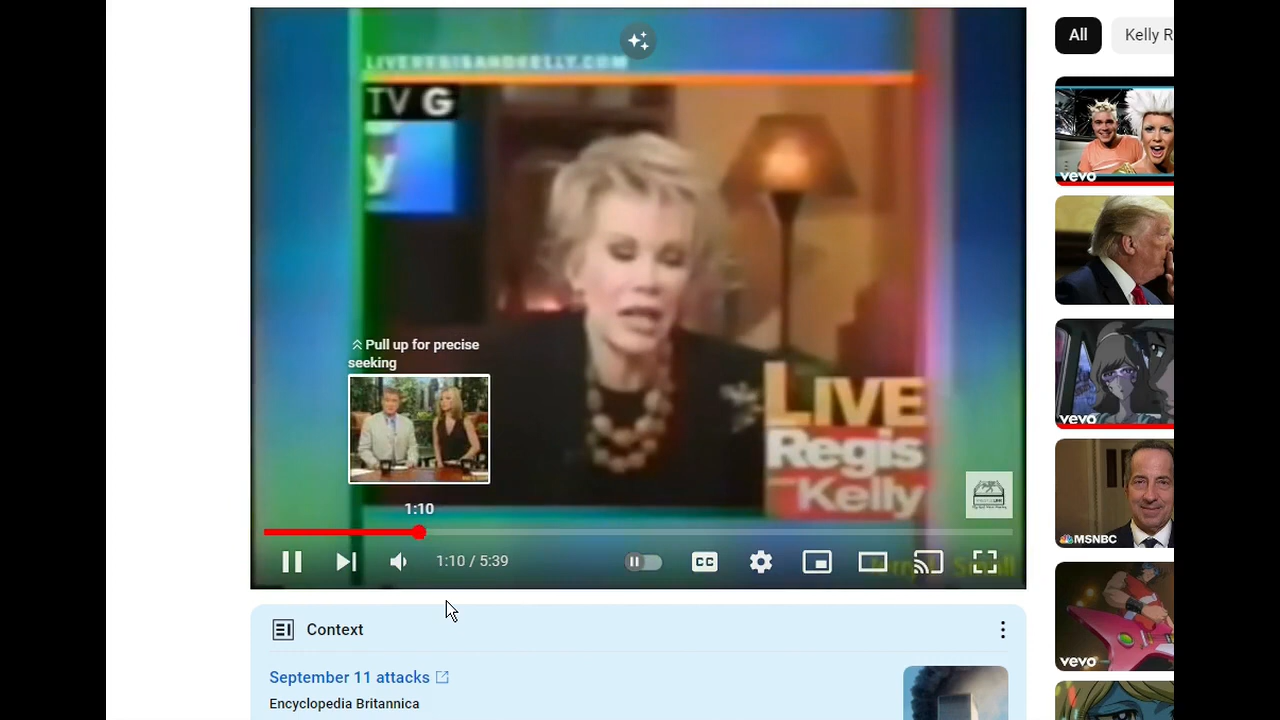 All
Kelly R
LIVEREGISANDKELLY.COM
TV G
y
vevo
Pull up for precise
seeking
LIVE
Regis
Kelly
vevo
1:10
1:10 / 5:39
CC
MSNBC
Context
vevo
September 11 attacks
Encyclopedia Britannica